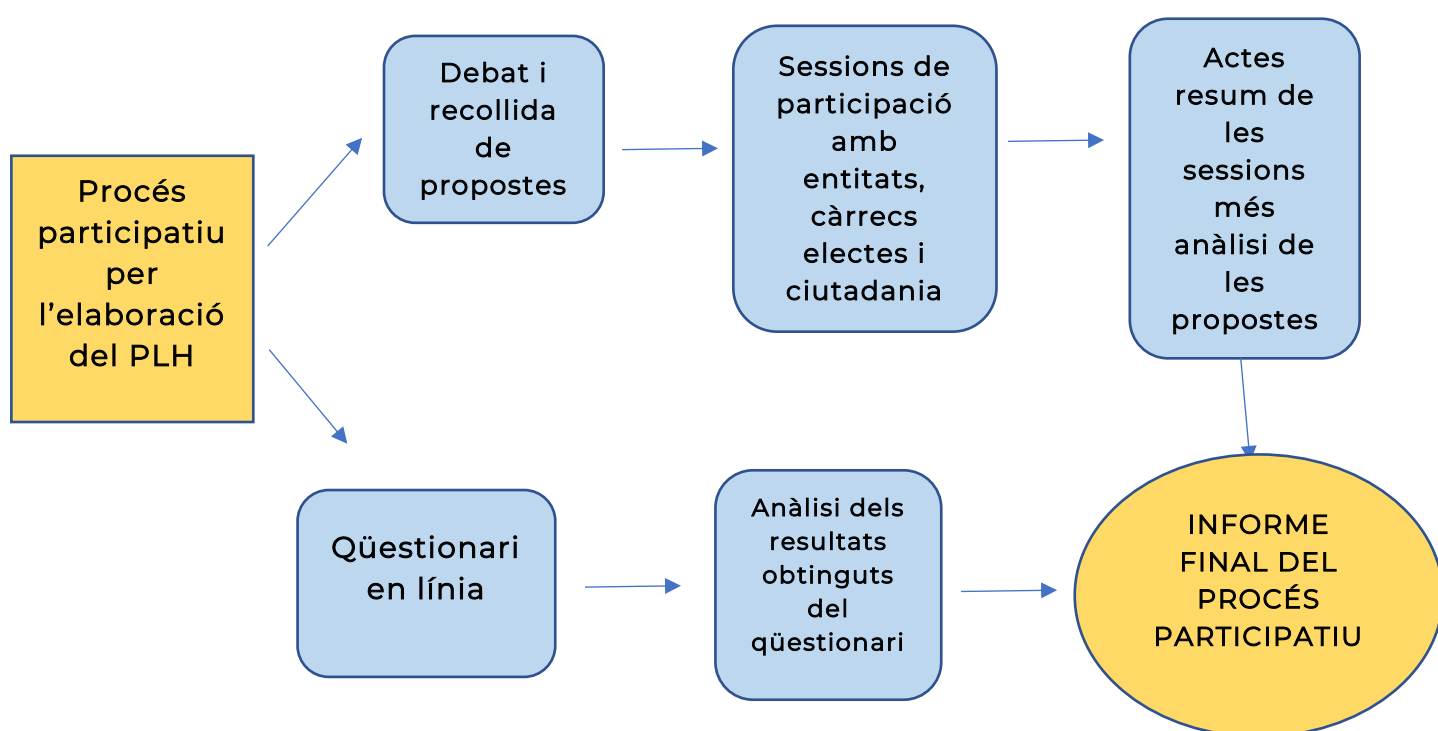 Procés
participatiu
per
l’elaboració
del PLH
Debat i
recollida
de
propostes
Sessions de
participació
amb
entitats,
càrrecs
electes i
ciutadania
Actes
resum de
les
sessions
més
anàlisi de
les
propostes
Qüestionari
en línia
Anàlisi dels
resultats
obtinguts
del
qüestionari
INFORME
FINAL DEL
PROCÉS
PARTICIPATIU